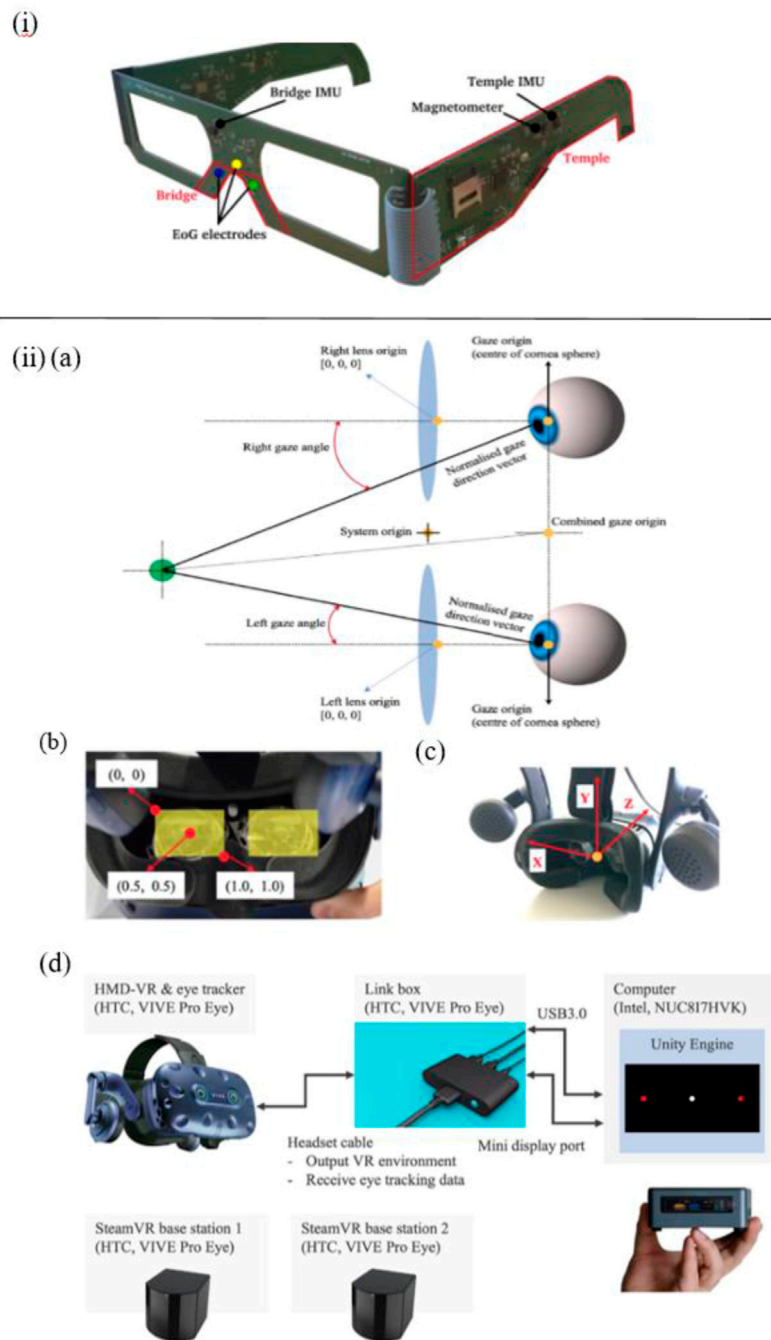 (i)
Bridge IMU
Temple IMU
Magnetometer
Temple
Bridge
EoG electrodes
(ii) (a)
Right lens origin
[0, 0, 0]
Gaze origin
(centre of cornea sphere)
Right gaze angle
Normalised gaze
direction vector
System origin
Combined gaze origin
Normalised gaze
direction vector
Left gaze angle
Left lens origin
[0, 0, 0]
Gaze origin
(centre of cornea sphere)
(b)
(0, 0)
(0.5, 0.5)
(1.0, 1.0)
(c)
Y
Z
X
(d)
HMD-VR & eye tracker
(HTC, VIVE Pro Eye)
Link box
(HTC, VIVE Pro Eye)
USB3.0
Computer
(Intel, NUC8I7HVK)
Unity Engine
VIVE
Headset cable
- Output VR environment
- Receive eye tracking data
Mini display port
SteamVR base station 1
(HTC, VIVE Pro Eye)
SteamVR base station 2
(HTC, VIVE Pro Eye)